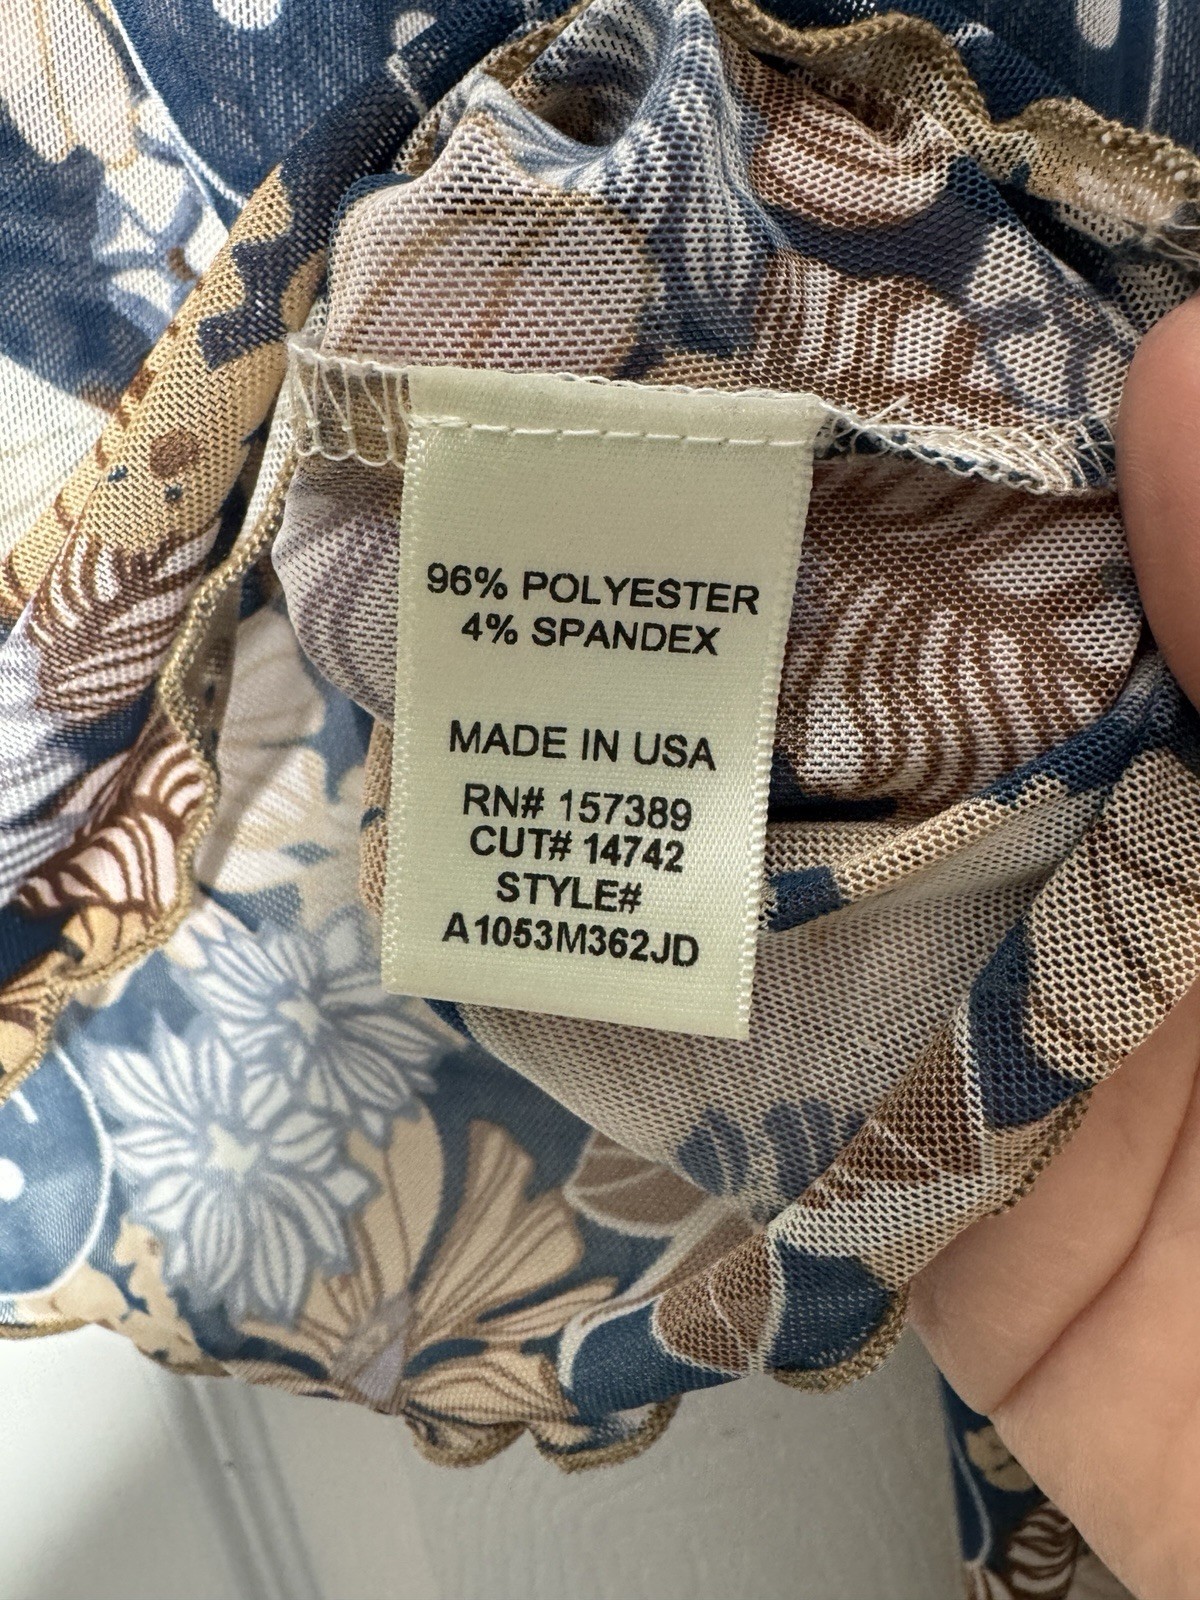 96% POLYESTER
4% SPANDEX
MADE IN USA
RN# 157389
CUT# 14742
STYLE#
A1053M362JD